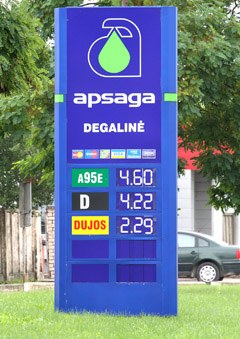 apsaga
DEGALINĖ
A95E 4.60
D 4.22
DUJOS 2.29